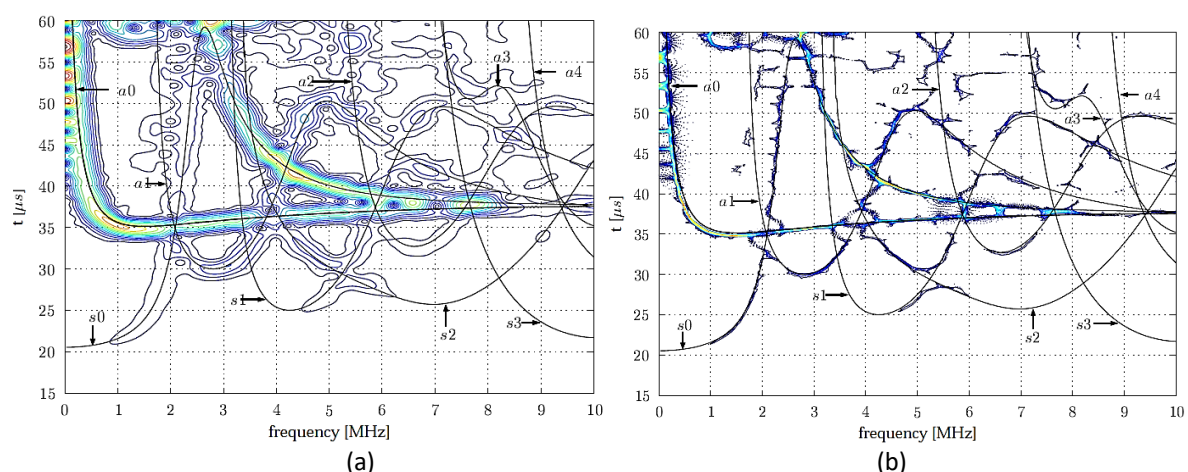 60
55
50
45
40
35
30
25
20
15
t [μs]
0 1 2 3 4 5 6 7 8 9 10
frequency [MHz]
a0
a1
a2
a3
a4
s0
s1
s2
s3
(a)
60
55
50
45
40
35
30
25
20
15
t [μs]
0 1 2 3 4 5 6 7 8 9 10
frequency [MHz]
a0
a1
a2
a3
a4
s0
s1
s2
s3
(b)